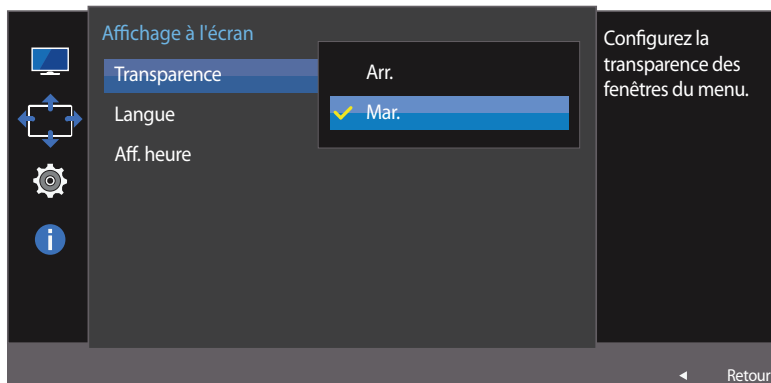 Affichage à l'écran
Transparence
Langue
Aff. heure
Arr.
Mar.
Configurez la
transparence des
fenêtres du menu.
Retour